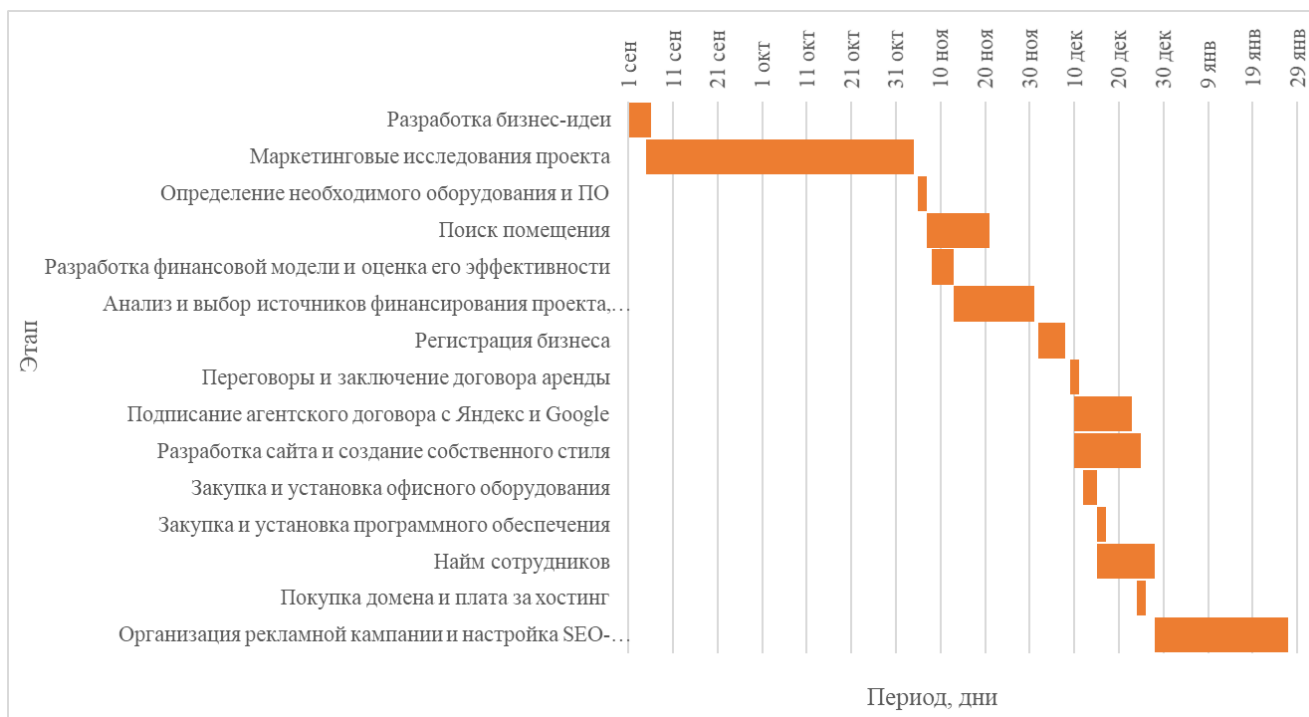 1 сен
11 сен
21 сен
1 окт
11 окт
21 окт
31 окт
10 ноя
20 ноя
30 ноя
10 дек
20 дек
30 дек
9 янв
19 янв
29 янв
Этап
Разработка бизнес-идеи
Маркетинговые исследования проекта
Определение необходимого оборудования и ПО
Поиск помещения
Разработка финансовой модели и оценка его эффективности
Анализ и выбор источников финансирования проекта,…
Регистрация бизнеса
Переговоры и заключение договора аренды
Подписание агентского договора с Яндекс и Google
Разработка сайта и создание собственного стиля
Закупка и установка офисного оборудования
Закупка и установка программного обеспечения
Найм сотрудников
Покупка домена и плата за хостинг
Организация рекламной кампании и настройка SEO-…
Период, дни